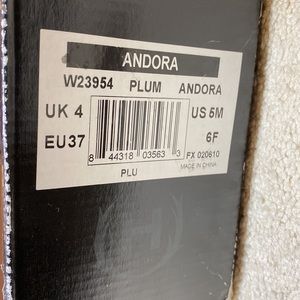 ANDORA
W23954 PLUM ANDORA
UK 4 US 5M
EU37 6F
8 44318 03563 3 FX 020610
PLU MADE IN CHINA